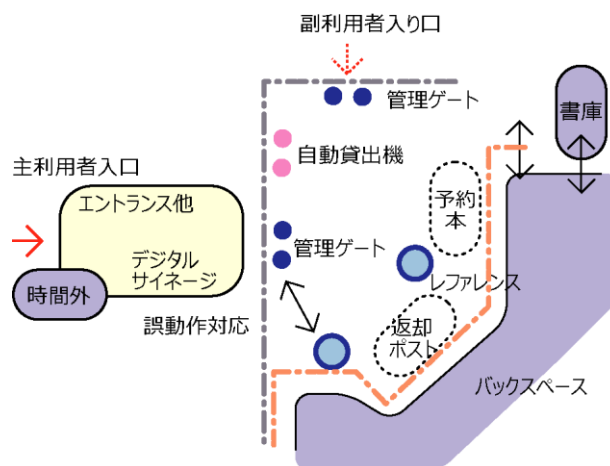 副利用者入り口
管理ゲート
書庫
自動貸出機
主利用者入口
エントランス他
予約
本
デジタル
サイネージ
管理ゲート
レファレンス
時間外
誤動作対応
返却
ポスト
バックスペース